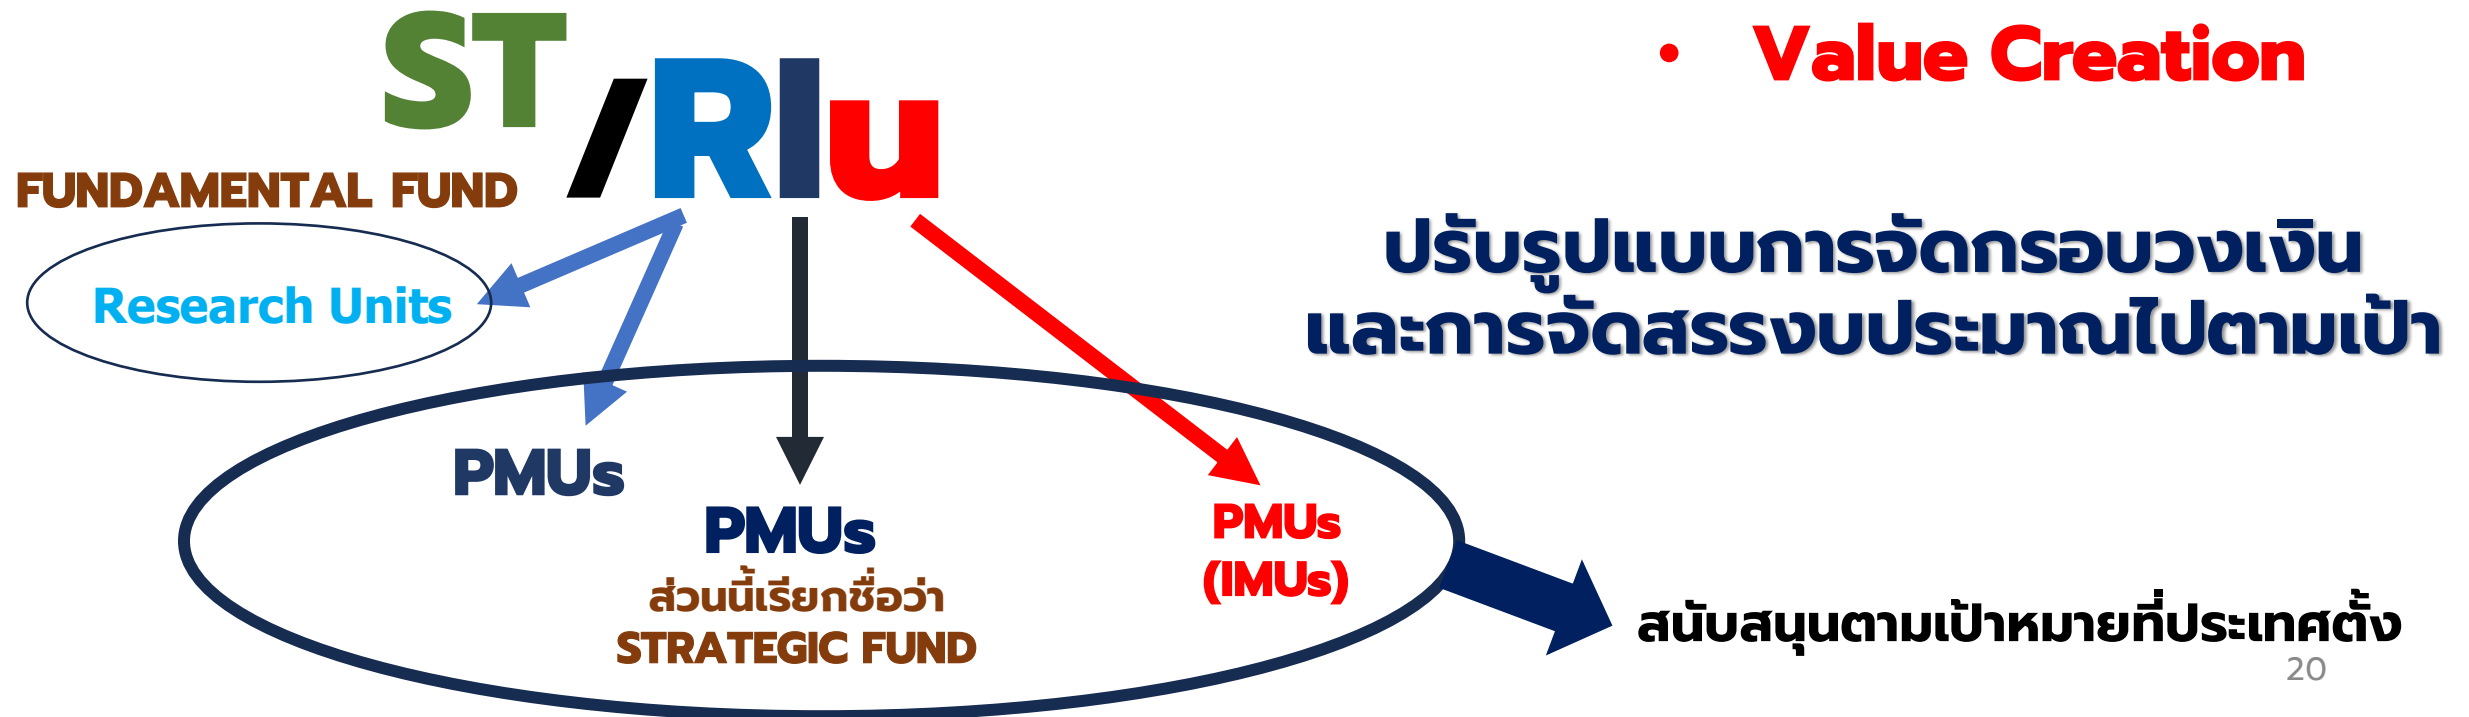 ST/RIu
FUNDAMENTAL FUND
Research Units
PMUs
PMUs
ส่วนนี้เรียกชื่อว่า
STRATEGIC FUND
PMUs
(IMUs)
• Value Creation
ปรับรูปแบบการจัดกรอบวงเงิน
และการจัดสรรงบประมาณไปตามเป้า
สนับสนุนตามเป้าหมายที่ประเทศตั้ง
20